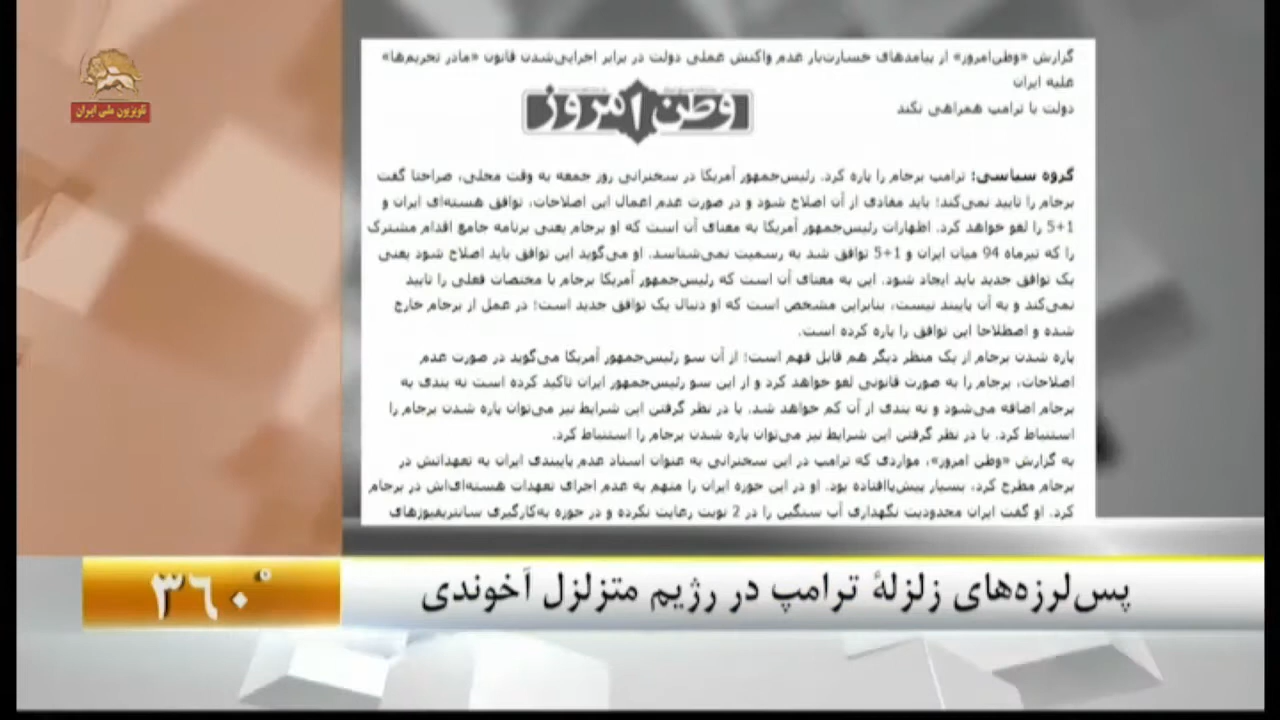 تلویزیون ملی ایران
گزارش «وطن‌امروز» از پیامدهای خسارت‌بار عدم واکنش عملی دولت در برابر اجرایی‌شدن قانون «مادر تحریم‌ها»
علیه ایران
دولت با ترامپ همراهی نکند
وطن امروز
گروه سیاسی: ترامپ برجام را پاره کرد. رئیس‌جمهور آمریکا در سخنرانی روز جمعه به وقت محلی، صراحتا گفت
برجام را تایید نمی‌کند؛ باید مفادی از آن اصلاح شود و در صورت عدم اعمال این اصلاحات، توافق هسته‌ای ایران و
1+5 را لغو خواهد کرد. اظهارات رئیس‌جمهور آمریکا به معنای آن است که او برجام یعنی برنامه جامع اقدام مشترک
را که تیرماه 94 میان ایران و 1+5 توافق شد به رسمیت نمی‌شناسد. او می‌گوید این توافق باید اصلاح شود یعنی
یک توافق جدید باید ایجاد شود. این به معنای آن است که رئیس‌جمهور آمریکا برجام با مختصات فعلی را تایید
نمی‌کند و به آن پایبند نیست، بنابراین مشخص است که او دنبال یک توافق جدید است؛ در عمل از برجام خارج
شده و اصطلاحا این توافق را پاره کرده است.
پاره شدن برجام از یک منظر دیگر هم قابل فهم است؛ از آن سو رئیس‌جمهور آمریکا می‌گوید در صورت عدم
اصلاحات، برجام را به صورت قانونی لغو خواهد کرد و از این سو رئیس‌جمهور ایران تاکید کرده است نه بندی به
برجام اضافه می‌شود و نه بندی از آن کم خواهد شد. با در نظر گرفتن این شرایط نیز می‌توان پاره شدن برجام را
استنباط کرد. با در نظر گرفتن این شرایط نیز می‌توان پاره شدن برجام را استنباط کرد.
به گزارش «وطن امروز»، مواردی که ترامپ در این سخنرانی به عنوان اسناد عدم پایبندی ایران به تعهداتش در
برجام مطرح کرد، بسیار پیش‌پاافتاده بود. او در این حوزه ایران را متهم به عدم اجرای تعهدات هسته‌ای‌اش در برجام
کرد. او گفت ایران محدودیت نگهداری آب سنگین را در 2 نوبت رعایت نکرده و در حوزه به‌کارگیری سانتریفیوزهای
پس‌لرزه‌های زلزلهٔ ترامپ در رژیم متزلزل آخوندی
۳۶۰°